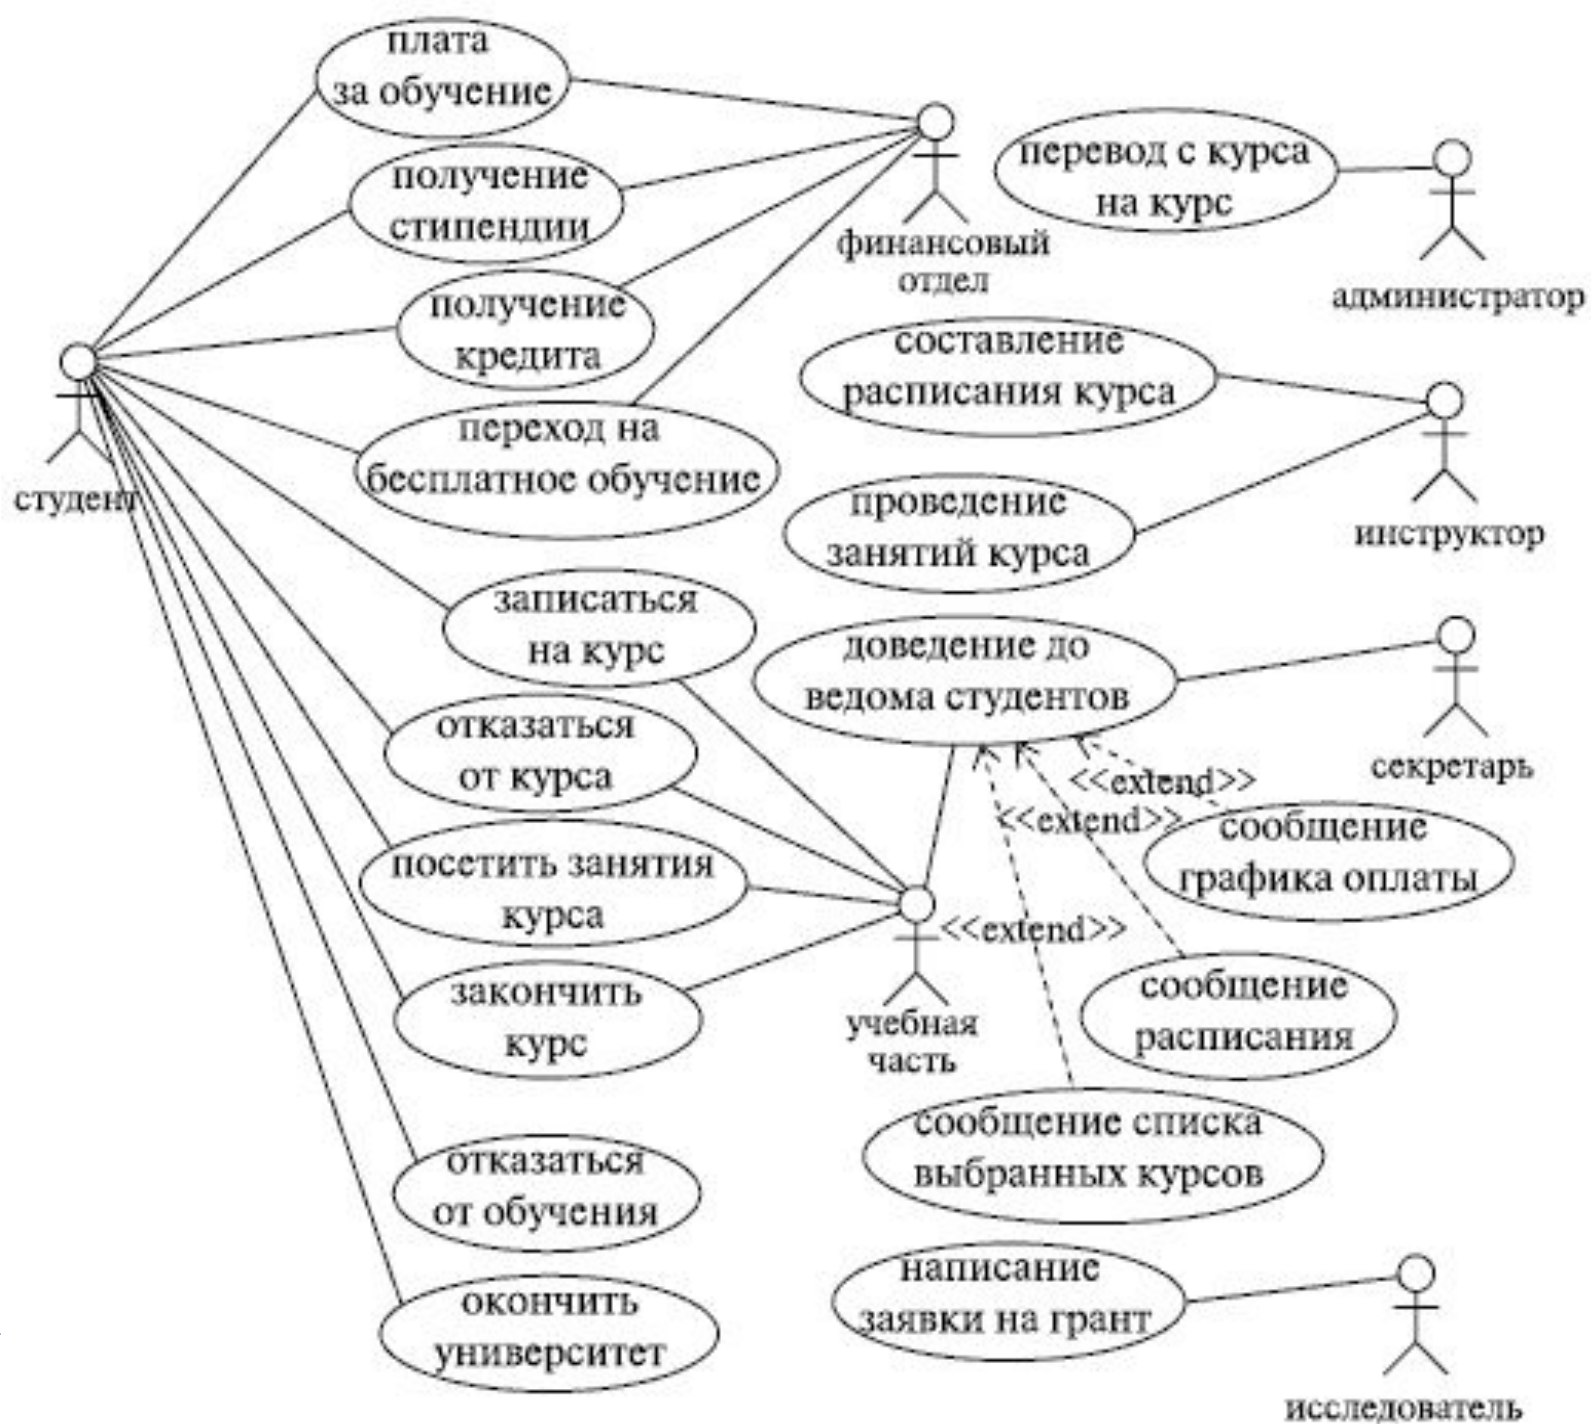 плата
за обучение
получение
стипендии
получение
кредита
переход на
бесплатное обучение
студент
записаться
на курс
отказаться
от курса
посетить занятия
курса
закончить
курс
отказаться
от обучения
окончить
университет
финансовый
отдел
перевод с курса
на курс
администратор
составление
расписания курса
проведение
занятий курса
инструктор
доведение до
ведома студентов
секретарь
<<extend>>
<<extend>>
<<extend>>
сообщение
графика оплаты
учебная
часть
сообщение
расписания
сообщение списка
выбранных курсов
написание
заявки на грант
исследователь